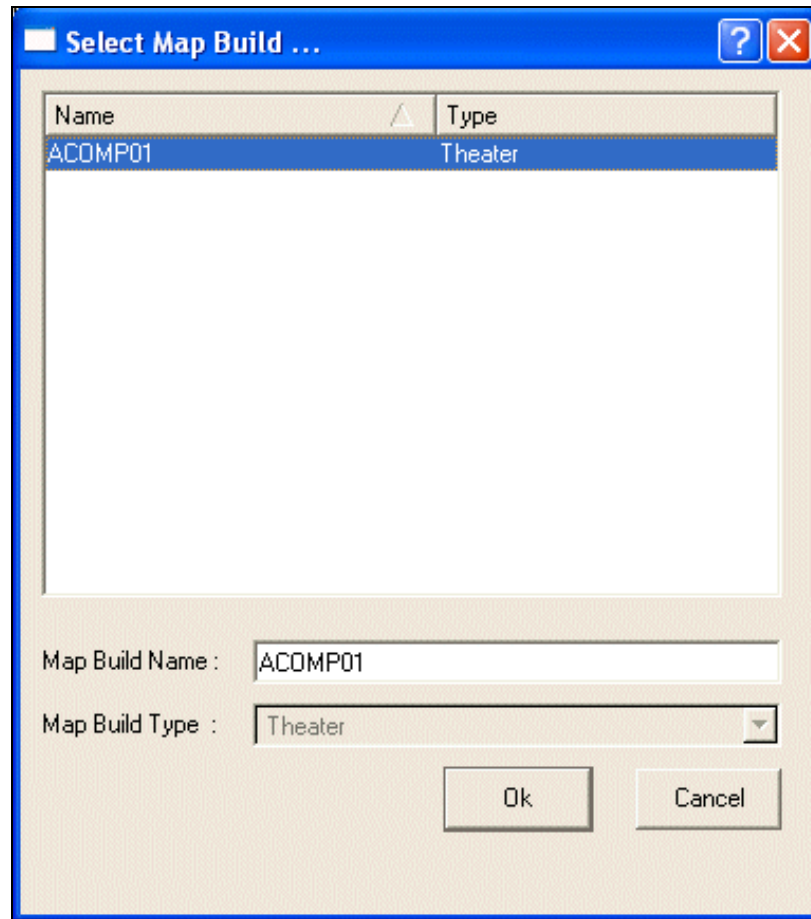 Select Map Build ...
Name Type
ACOMP01 Theater
Map Build Name : ACOMP01
Map Build Type : Theater
Ok Cancel